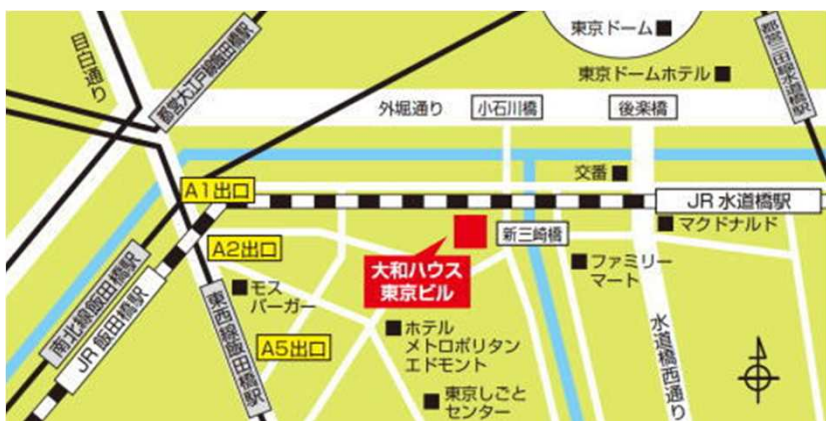 東京ドーム
東京ドームホテル
都営三田線水道橋駅
目白通り
都営大江戸線飯田橋駅
外堀通り
小石川橋
後楽橋
交番
A1出口
JR 水道橋駅
マクドナルド
A2出口
新三崎橋
大和ハウス
東京ビル
ファミリー
マート
南北線飯田橋駅
JR 飯田橋駅
東西線飯田橋駅
モス
バーガー
A5出口
ホテル
メトロポリタン
エドモント
東京しごと
センター
水道橋西通り